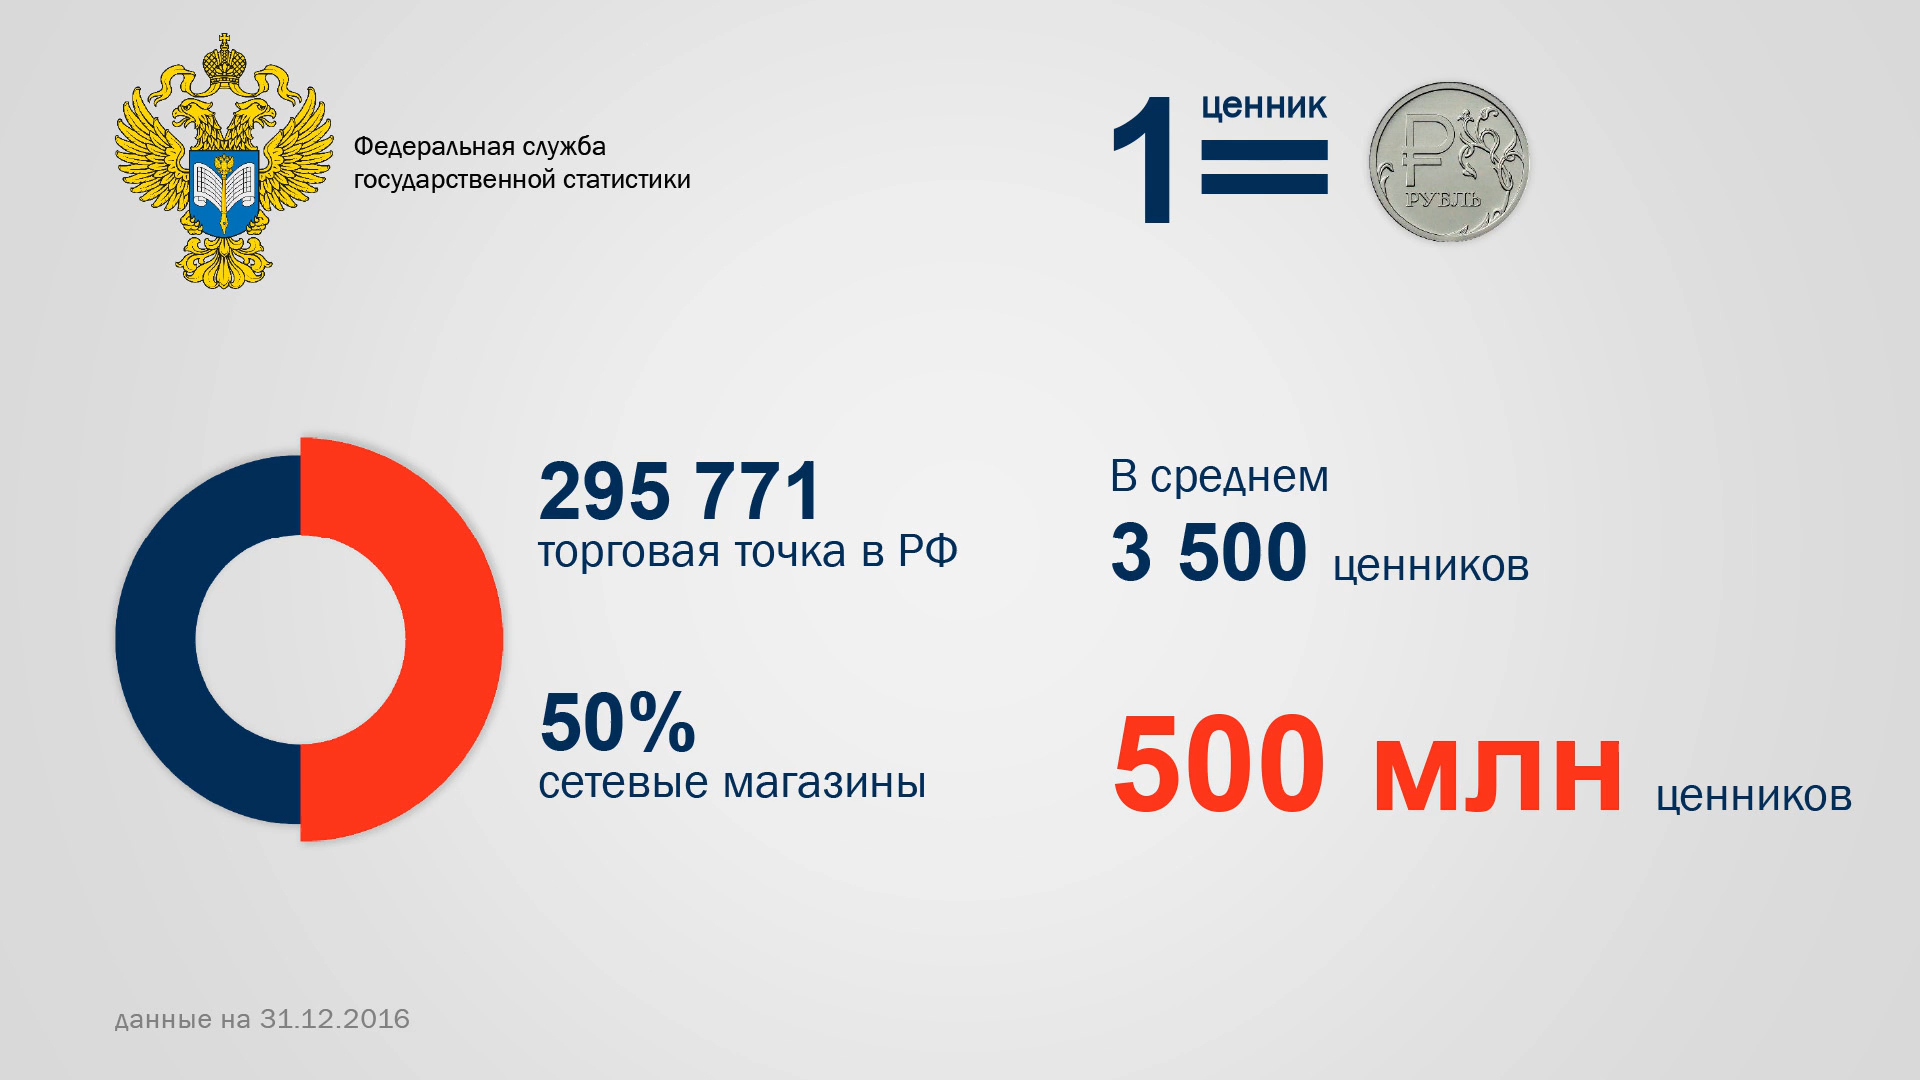 Федеральная служба
государственной статистики
1 ценник =
РУБЛЬ
295 771
торговая точка в РФ
50%
сетевые магазины
В среднем
3 500 ценников
500 млн ценников
данные на 31.12.2016